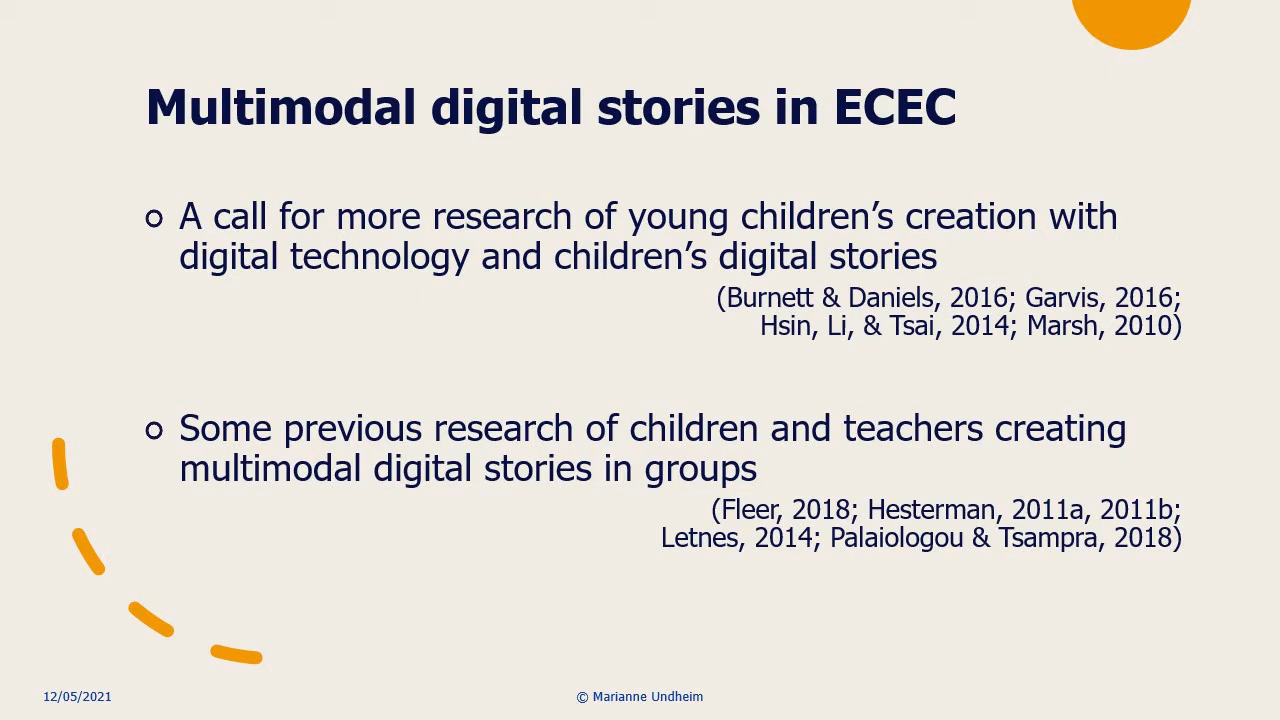 Multimodal digital stories in ECEC
A call for more research of young children’s creation with
digital technology and children’s digital stories
(Burnett & Daniels, 2016; Garvis, 2016;
Hsin, Li, & Tsai, 2014; Marsh, 2010)
Some previous research of children and teachers creating
multimodal digital stories in groups
(Fleer, 2018; Hesterman, 2011a, 2011b;
Letnes, 2014; Palaiologou & Tsampra, 2018)
12/05/2021
© Marianne Undheim